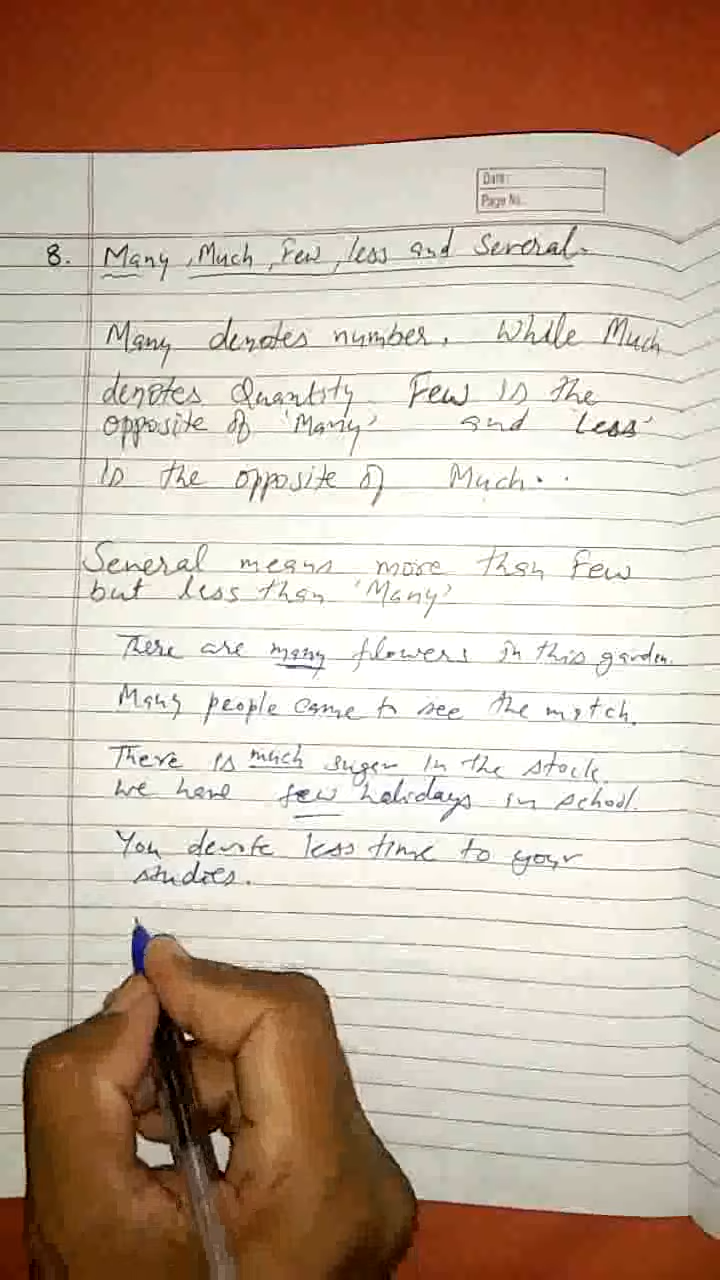 Date:
Page No.
8. Many, Much, Few, less and Several.
Many denotes number. While Much
denotes Quantity. Few is the
opposite of 'Many' and 'Less'
is the opposite of Much..
Several means more than Few
but less than 'Many'
There are many flowers in this garden.
Many people came to see the match.
There is much suger in the stock.
We have few holidays in school.
You devote less time to your
studies.